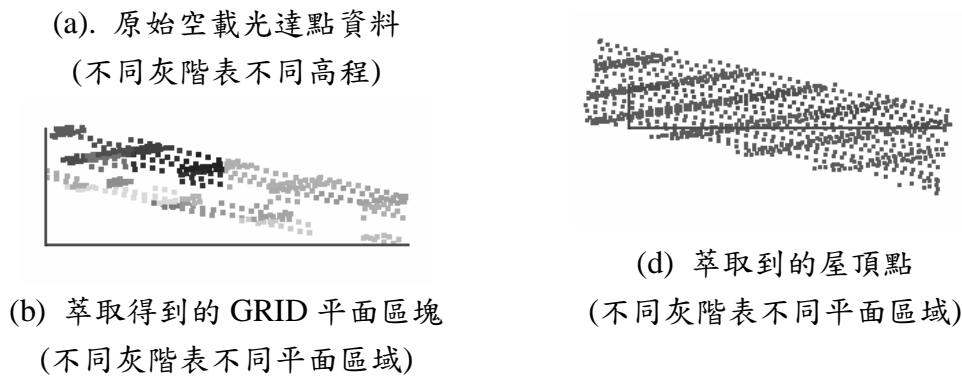 (a). 原始空載光達點資料
(不同灰階表不同高程)
(b) 萃取得到的 GRID 平面區塊
(不同灰階表不同平面區域)
(d) 萃取到的屋頂點
(不同灰階表不同平面區域)